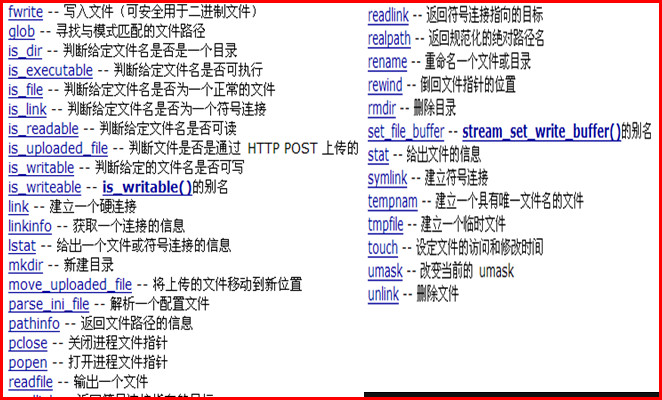 fwrite -- 写入文件（可安全用于二进制文件）
glob -- 寻找与模式匹配的文件路径
is_dir -- 判断给定文件名是否是一个目录
is_executable -- 判断给定文件名是否可执行
is_file -- 判断给定文件名是否为一个正常的文件
is_link -- 判断给定文件名是否为一个符号连接
is_readable -- 判断给定文件名是否可读
is_uploaded_file -- 判断文件是否是通过 HTTP POST 上传的
is_writable -- 判断给定的文件名是否可写
is_writeable -- is_writable()的别名
link -- 建立一个硬连接
linkinfo -- 获取一个连接的信息
lstat -- 给出一个文件或符号连接的信息
mkdir -- 新建目录
move_uploaded_file -- 将上传的文件移动到新位置
parse_ini_file -- 解析一个配置文件
pathinfo -- 返回文件路径的信息
pclose -- 关闭进程文件指针
popen -- 打开进程文件指针
readfile -- 输出一个文件
readlink -- 返回符号连接指向的目标
readlink -- 返回符号连接指向的目标
realpath -- 返回规范化的绝对路径名
rename -- 重命名一个文件或目录
rewind -- 倒回文件指针的位置
rmdir -- 删除目录
set_file_buffer -- stream_set_write_buffer()的别名
stat -- 给出文件的信息
symlink -- 建立符号连接
tempnam -- 建立一个具有唯一文件名的文件
tmpfile -- 建立一个临时文件
touch -- 设定文件的访问和修改时间
umask -- 改变当前的 umask
unlink -- 删除文件